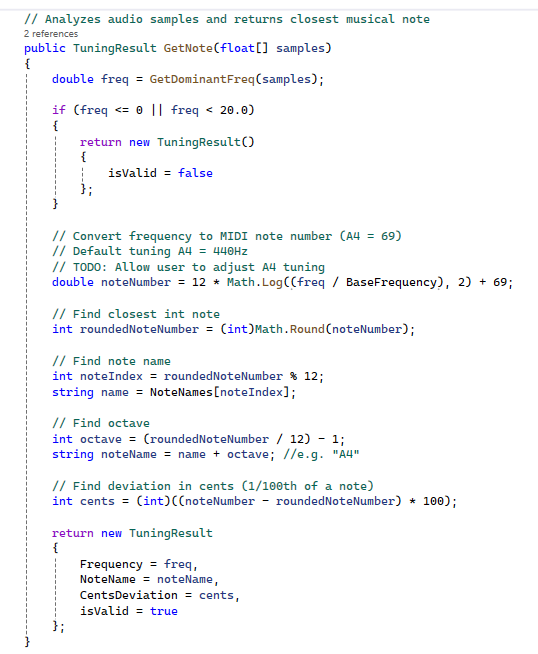 // Analyzes audio samples and returns closest musical note
2 references
public TuningResult GetNote(float[] samples)
{
    double freq = GetDominantFreq(samples);

    if (freq <= 0 || freq < 20.0)
    {
        return new TuningResult()
        {
            isValid = false
        };
    }

    // Convert frequency to MIDI note number (A4 = 69)
    // Default tuning A4 = 440Hz
    // TODO: Allow user to adjust A4 tuning
    double noteNumber = 12 * Math.Log((freq / BaseFrequency), 2) + 69;

    // Find closest int note
    int roundedNoteNumber = (int)Math.Round(noteNumber);

    // Find note name
    int noteIndex = roundedNoteNumber % 12;
    string name = NoteNames[noteIndex];

    // Find octave
    int octave = (roundedNoteNumber / 12) - 1;
    string noteName = name + octave; //e.g. "A4"

    // Find deviation in cents (1/100th of a note)
    int cents = (int)((noteNumber - roundedNoteNumber) * 100);

    return new TuningResult
    {
        Frequency = freq,
        NoteName = noteName,
        CentsDeviation = cents,
        isValid = true
    };
}